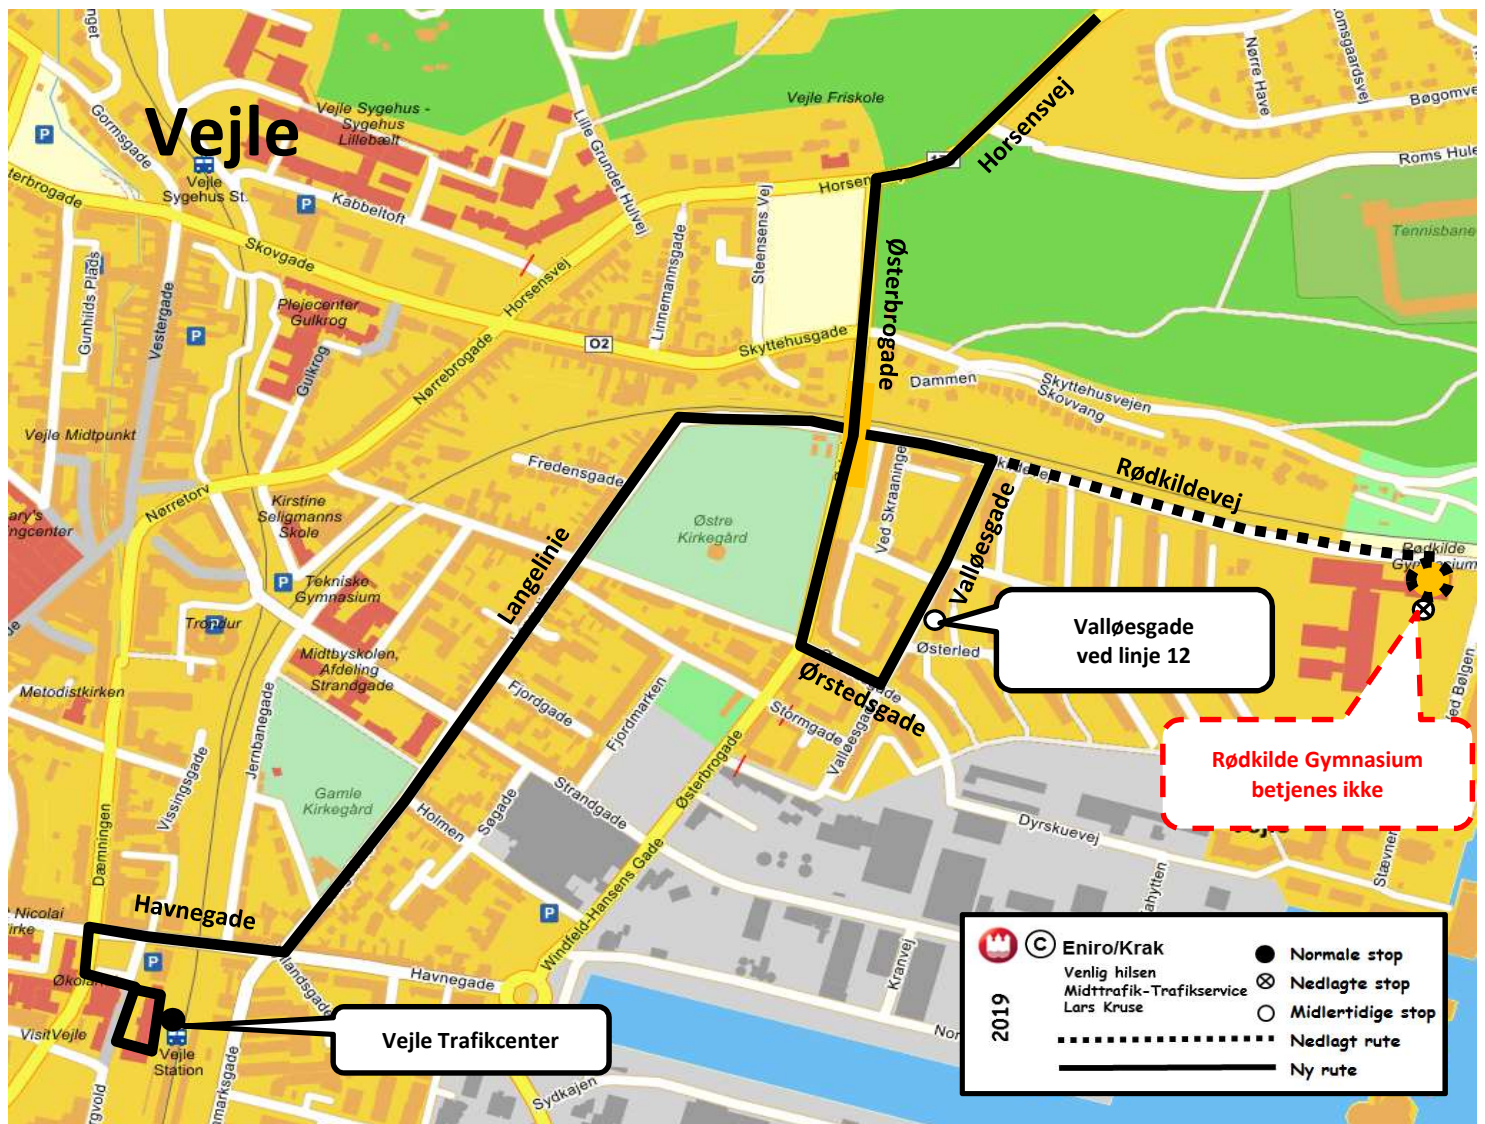 Vejle
Gormsgade
Vejle Sygehus -
Sygehus
Lillebælt
Vejle
Sygehus St.
Kabbeltoft
Lille Grundet Hulvej
Vejle Friskole
Horsensvej
Nørre Have
Romsgaardsvej
Roms Hule
Tennisbane
Skovgade
Gunhilds Plads
Vestergade
Plejecenter
Gulkrog
Gulkrog
Horsensvej
Nørrebrogade
Linnemannsgade
Steensens Vej
Skyttehusgade
O2
Østerbrogade
Dammen
Skyttehusvejen
Skovvang
Vejle Midtpunkt
Nørretorv
Kirstine
Seligmanns
Skole
Fredensgade
Østre
Kirkegård
Ved Skraaningen
Rødkildevej
Rødkilde
Gymnasium
Tekniske
Gymnasium
Trondur
Midtbyskolen,
Afdeling
Strandgade
Langelinie
Valløesgade
Valløesgade
ved linje 12
Østerled
Ørstedsgade
Metodistkirken
Jernbanegade
Fjordgade
Fjordmarken
Stormgade
Valløesgade
Østerbrogade
Rødkilde Gymnasium
betjenes ikke
Ved Bølgen
Vissingsgade
Gamle
Kirkegård
Holmen
Søgade
Strandgade
Dyrskuevej
Dæmningen
Windfeld-Hansens Gade
Kranvej
Nicolai
Havnegade
Havnegade
VisitVejle
Vejle
Station
Vejle Trafikcenter
Sydkajen
C Eniro/Krak
Venlig hilsen
Midttrafik-Trafikservice
Lars Kruse
2019
Normale stop
Nedlagte stop
Midlertidige stop
Nedlagt rute
Ny rute